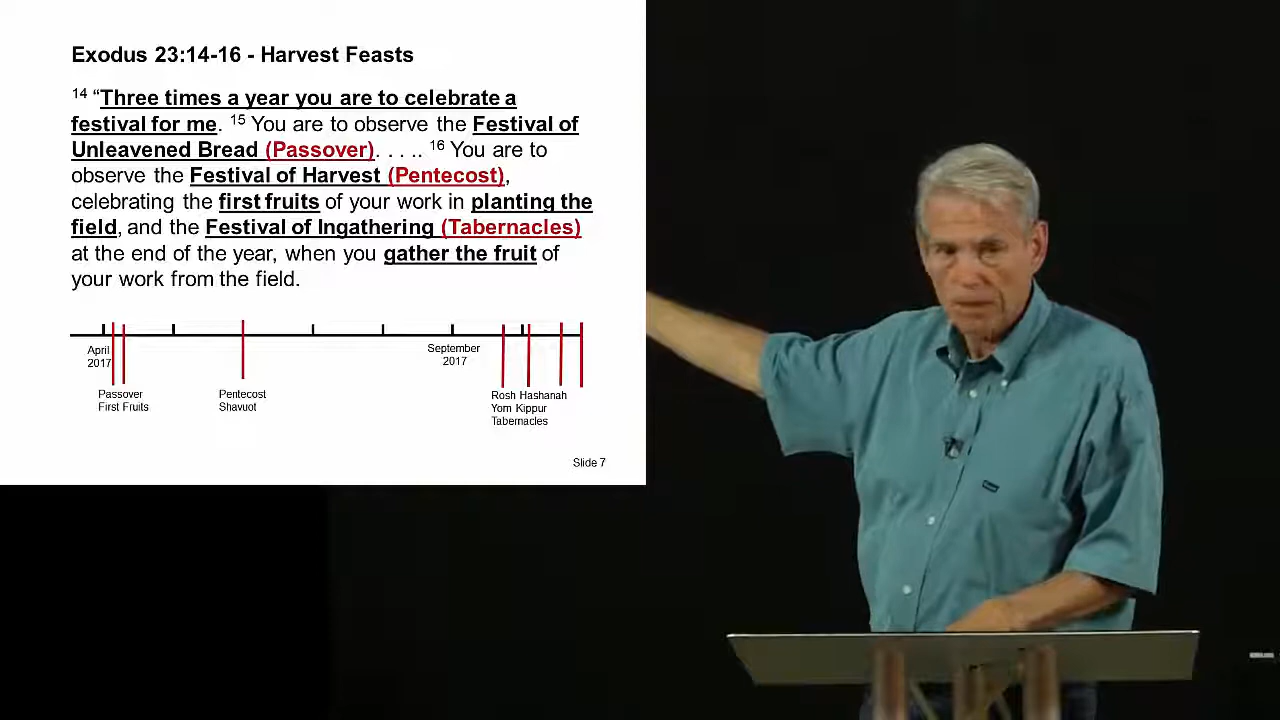 Exodus 23:14-16 - Harvest Feasts
14 “Three times a year you are to celebrate a
festival for me. 15 You are to observe the Festival of
Unleavened Bread (Passover). . . .. 16 You are to
observe the Festival of Harvest (Pentecost),
celebrating the first fruits of your work in planting the
field, and the Festival of Ingathering (Tabernacles)
at the end of the year, when you gather the fruit of
your work from the field.
April
2017
September
2017
Passover
First Fruits
Pentecost
Shavuot
Rosh Hashanah
Yom Kippur
Tabernacles
Slide 7